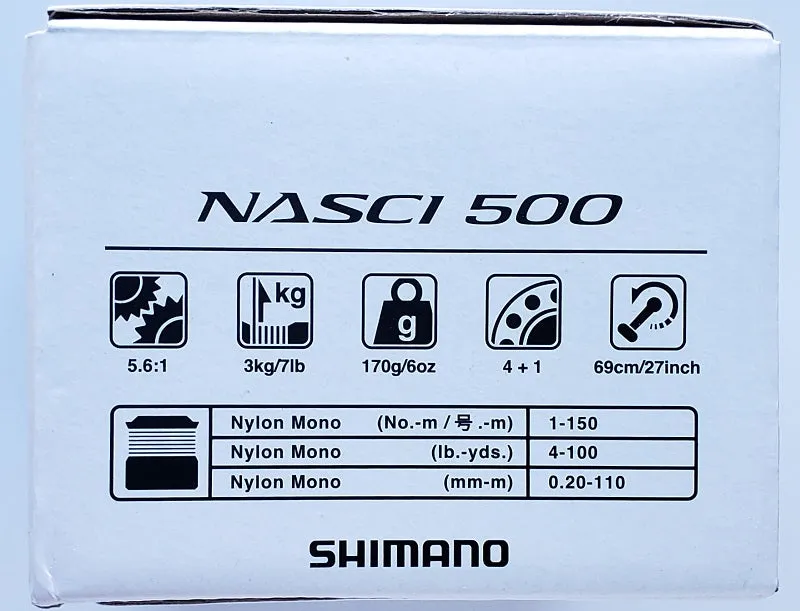 NASCI 500
kg
g
5.6:1 3kg/7lb 170g/6oz 4 + 1 69cm/27inch
Nylon Mono (No.-m / 号.-m) 1-150
Nylon Mono (lb.-yds.) 4-100
Nylon Mono (mm-m) 0.20-110
SHIMANO